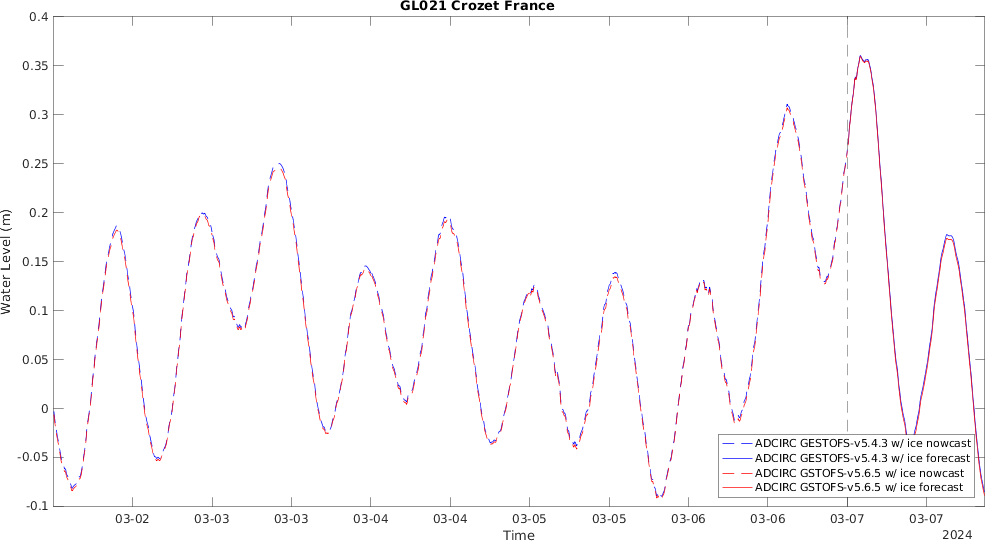 GL021 Crozet France
0.4
0.35
0.3
0.25
0.2
0.15
0.1
0.05
0
-0.05
-0.1
Water Level (m)
ADCIRC GESTOFS-v5.4.3 w/ ice nowcast
ADCIRC GESTOFS-v5.4.3 w/ ice forecast
ADCIRC GSTOFS-v5.6.5 w/ ice nowcast
ADCIRC GSTOFS-v5.6.5 w/ ice forecast
03-02 03-03 03-03 03-04 03-04 03-05 03-05 03-06 03-06 03-07 03-07
Time
2024